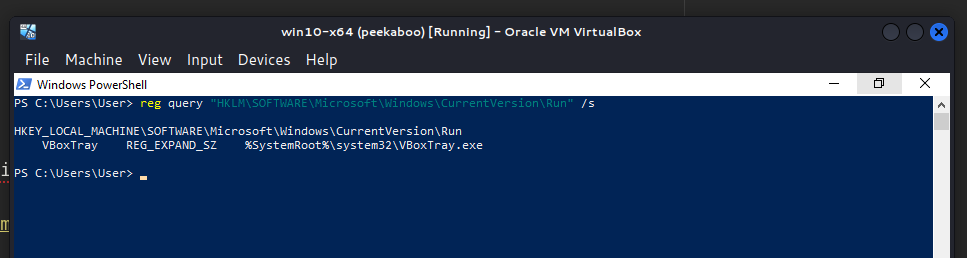 win10-x64 (peekaboo) [Running] - Oracle VM VirtualBox
File Machine View Input Devices Help
Windows PowerShell
PS C:\Users\User> reg query "HKLM\SOFTWARE\Microsoft\Windows\CurrentVersion\Run" /s
HKEY_LOCAL_MACHINE\SOFTWARE\Microsoft\Windows\CurrentVersion\Run
VBoxTray REG_EXPAND_SZ %SystemRoot%\system32\VBoxTray.exe
PS C:\Users\User>
i
m